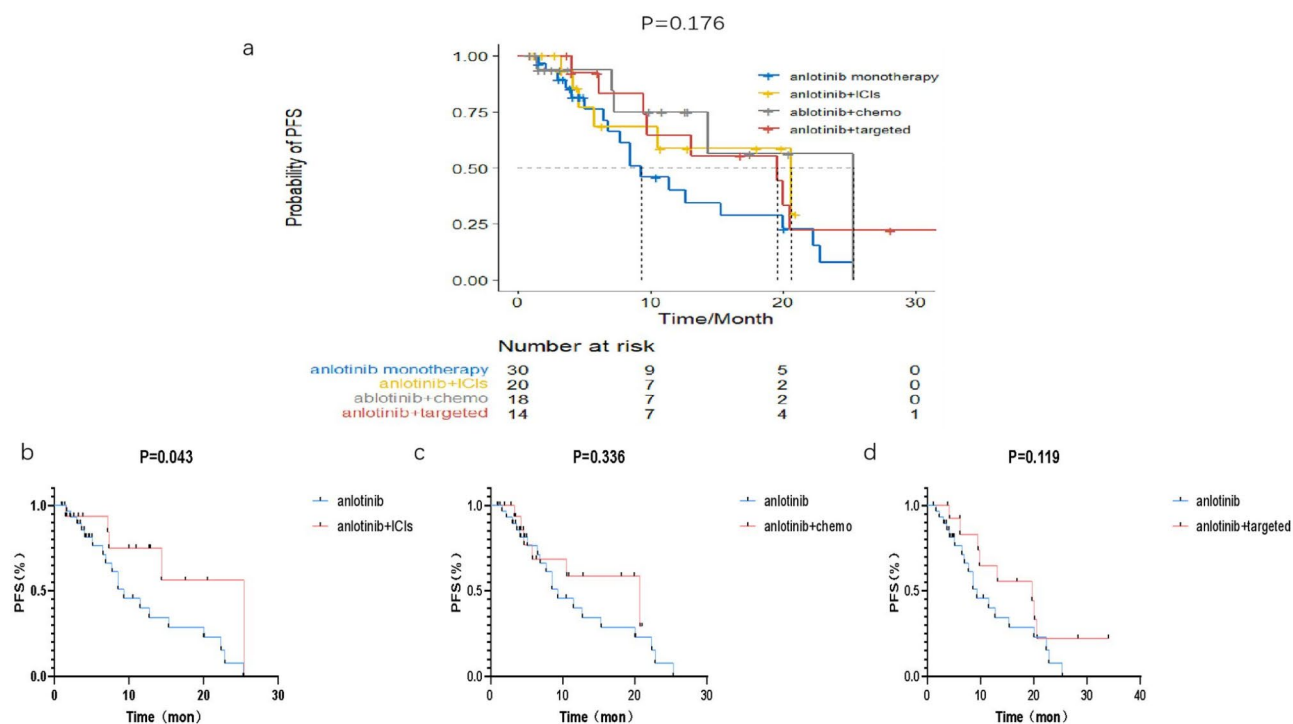 P=0.176
a
Probability of PFS
1.00
0.75
0.50
0.25
0.00
anlotinib monotherapy
anlotinib+ICIs
ablotinib+chemo
anlotinib+targeted
0 10 20 30
Time/Month
Number at risk
anlotinib monotherapy 30 9 5 0
anlotinib+ICIs 20 7 2 0
ablotinib+chemo 18 7 2 0
anlotinib+targeted 14 7 4 1
b
P=0.043
PFS(%)
1.0
0.5
0.0
anlotinib
anlotinib+ICIs
0 10 20 30
Time（mon）
c
P=0.336
PFS(%)
1.0
0.5
0.0
anlotinib
anlotinib+chemo
0 10 20 30
Time（mon）
d
P=0.119
PFS(%)
1.0
0.5
0.0
anlotinib
anlotinib+targeted
0 10 20 30 40
Time（mon）